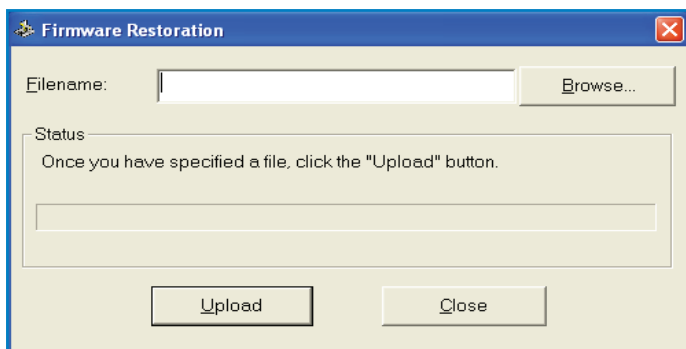 Firmware Restoration
Filename:
Browse...
Status
Once you have specified a file, click the "Upload" button.
Upload
Close